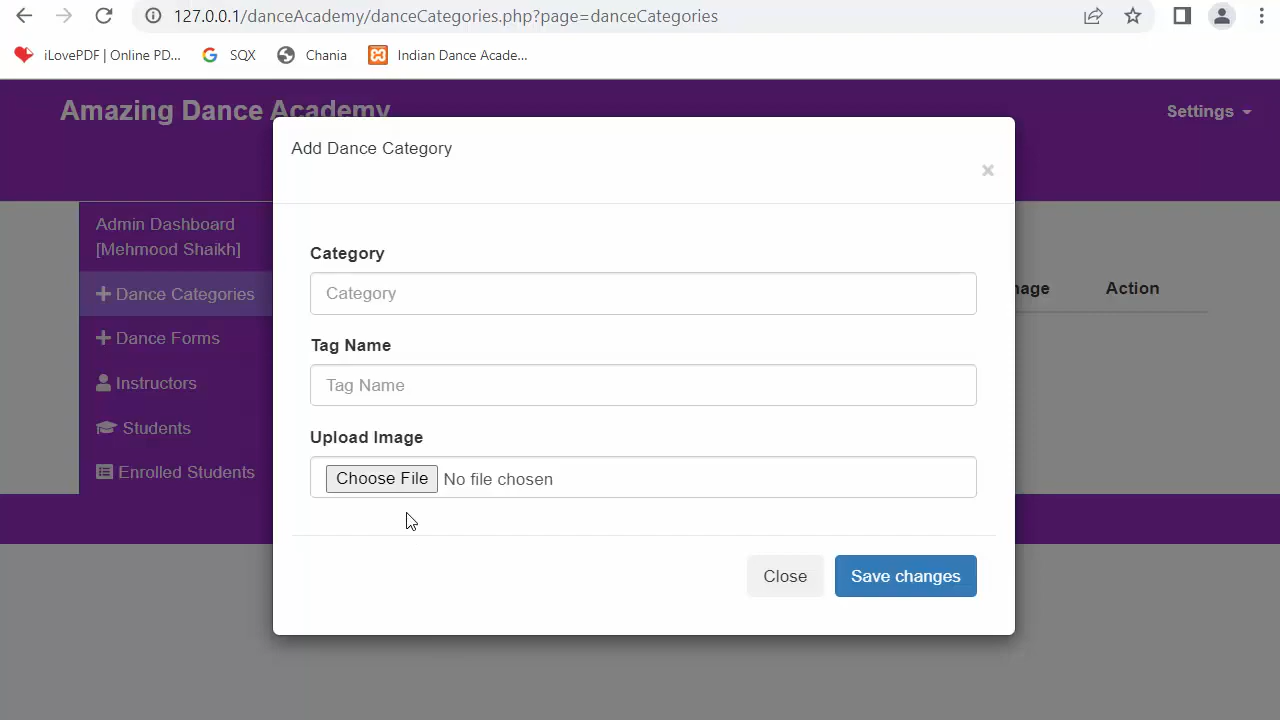 127.0.0.1/danceAcademy/danceCategories.php?page=danceCategories
iLovePDF | Online PD... SQX Chania Indian Dance Acade...
Amazing Dance Academy Settings
Add Dance Category
×
Admin Dashboard
[Mehmood Shaikh]
Category
Dance Categories Category Action
Dance Forms
Tag Name
Instructors Tag Name
Students
Upload Image
Enrolled Students Choose File No file chosen
Close Save changes